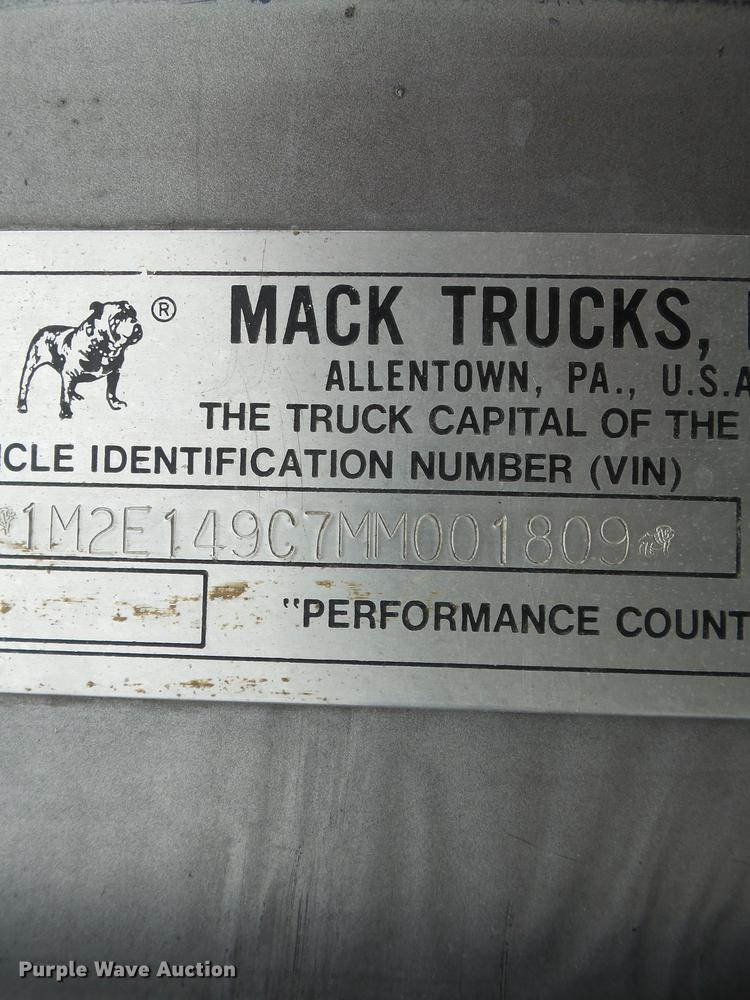 ®
MACK TRUCKS,
ALLENTOWN, PA., U.S.A
THE TRUCK CAPITAL OF THE
ICLE IDENTIFICATION NUMBER (VIN)
1M2E149C7MM001809
"PERFORMANCE COUNT
Purple Wave Auction